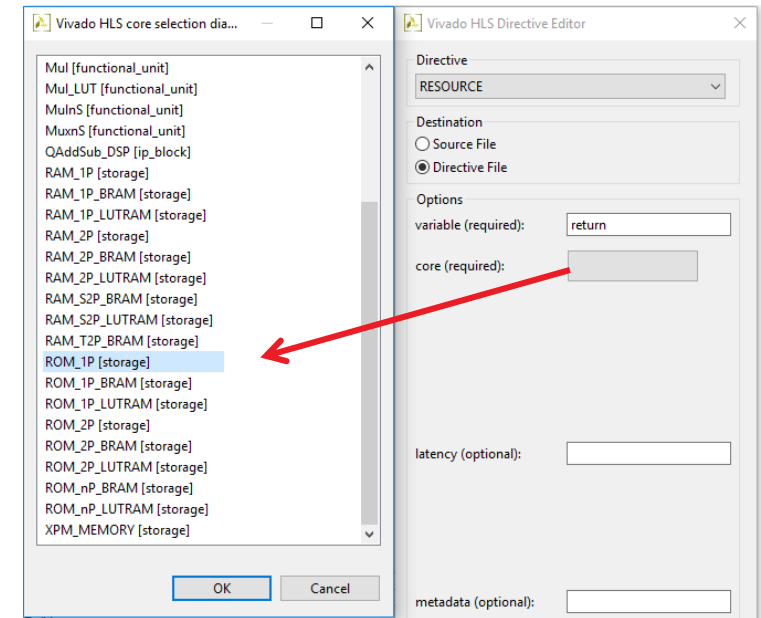 Vivado HLS core selection dia...
Mul [functional_unit]
Mul_LUT [functional_unit]
MulnS [functional_unit]
MuxnS [functional_unit]
QAddSub_DSP [ip_block]
RAM_1P [storage]
RAM_1P_BRAM [storage]
RAM_1P_LUTRAM [storage]
RAM_2P [storage]
RAM_2P_BRAM [storage]
RAM_2P_LUTRAM [storage]
RAM_S2P_BRAM [storage]
RAM_S2P_LUTRAM [storage]
RAM_T2P_BRAM [storage]
ROM_1P [storage]
ROM_1P_BRAM [storage]
ROM_1P_LUTRAM [storage]
ROM_2P [storage]
ROM_2P_BRAM [storage]
ROM_2P_LUTRAM [storage]
ROM_nP_BRAM [storage]
ROM_nP_LUTRAM [storage]
XPM_MEMORY [storage]
OK Cancel
Vivado HLS Directive Editor
Directive
RESOURCE
Destination
Source File
Directive File
Options
variable (required): return
core (required):
latency (optional):
metadata (optional):